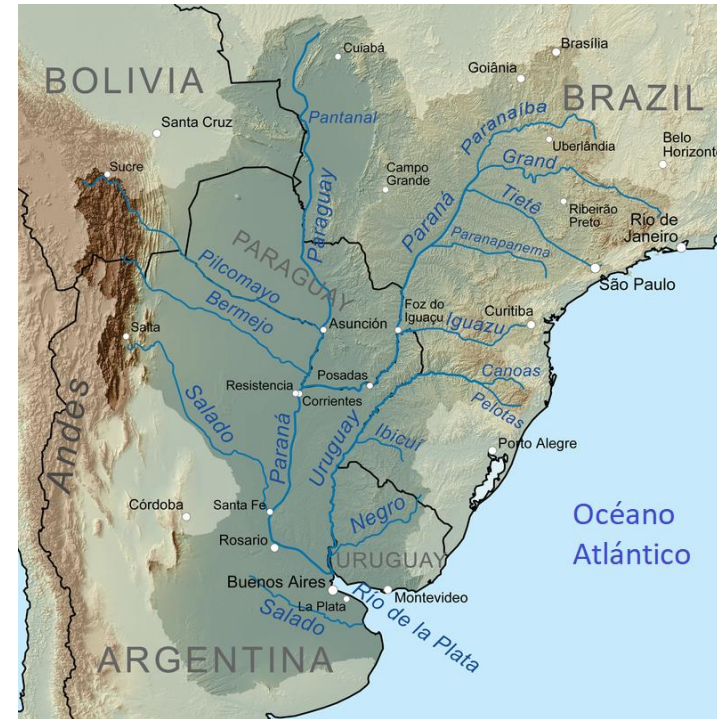 Brasília
Cuiabá
Goiânia
BOLIVIA
BRAZIL
Pantanal
Paranaíba
Santa Cruz
Uberlândia
Belo
Horizont
Grand
Sucre
Campo
Grande
Tietê
Ribeirão
Preto
Paraguay
Paraná
Río de
Janeiro
PARAGUAY
Paranapanema
Pilcomayo
São Paulo
Bermejo
Foz do
Iguaçu
Curitiba
Asunción
Iguazu
Salta
Posadas
Canoas
Resistencia
Corrientes
Pelotas
Andes
Salado
Paraná
Uruguay
Ibicuí
Porto Alegre
Córdoba
Santa Fe
Negro
Océano
Atlántico
Rosario
URUGUAY
Buenos Aires
Montevideo
La Plata
Río de la Plata
Salado
ARGENTINA